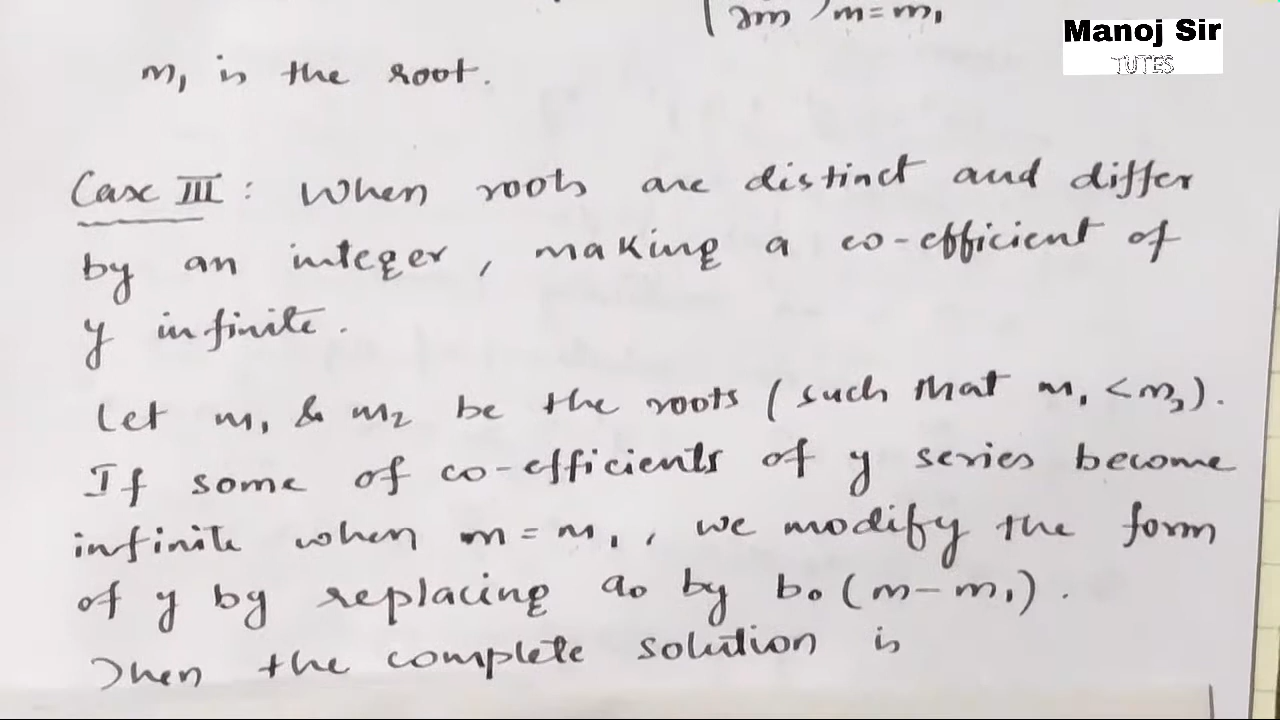 (∂m)m=m₁
Manoj Sir
TUTES
m₁ is the root.
Case III : When roots are distinct and differ
by an integer, making a co-efficient of
y infinite.
Let m₁ & m₂ be the roots (such that m₁ < m₂).
If some of co-efficients of y series become
infinite when m = m₁, we modify the form
of y by replacing a₀ by b₀(m-m₁).
Then the complete solution is